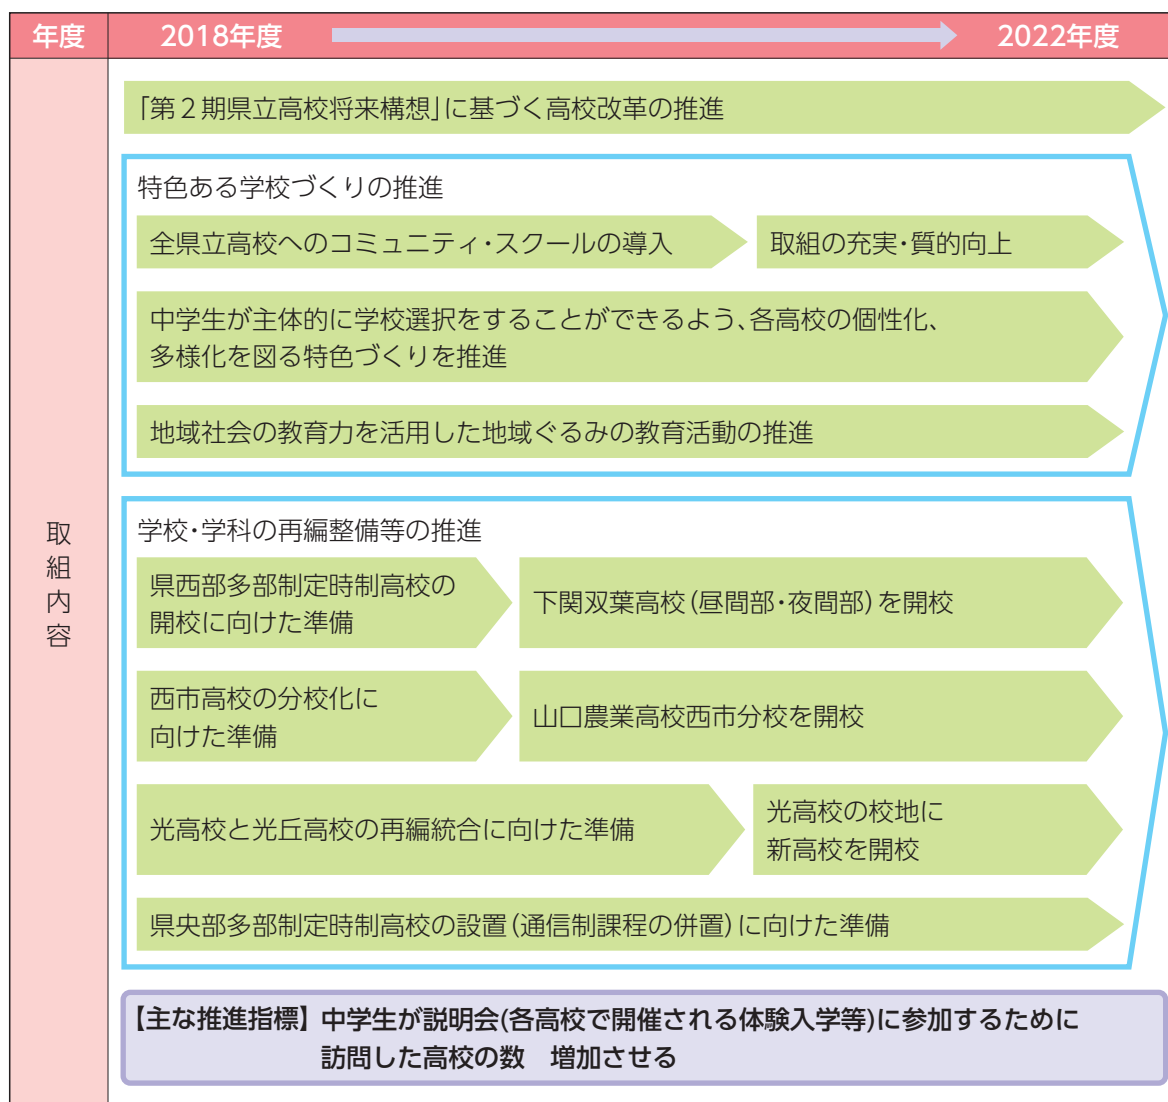 年度
2018年度
2022年度
取組内容
「第2期県立高校将来構想」に基づく高校改革の推進
特色ある学校づくりの推進
全県立高校へのコミュニティ・スクールの導入
取組の充実・質的向上
中学生が主体的に学校選択をすることができるよう、各高校の個性化、
多様化を図る特色づくりを推進
地域社会の教育力を活用した地域ぐるみの教育活動の推進
学校・学科の再編整備等の推進
県西部多部制定時制高校の
開校に向けた準備
下関双葉高校(昼間部・夜間部)を開校
西市高校の分校化に
向けた準備
山口農業高校西市分校を開校
光高校と光丘高校の再編統合に向けた準備
光高校の校地に
新高校を開校
県央部多部制定時制高校の設置(通信制課程の併置)に向けた準備
【主な推進指標】中学生が説明会(各高校で開催される体験入学等)に参加するために
訪問した高校の数　増加させる